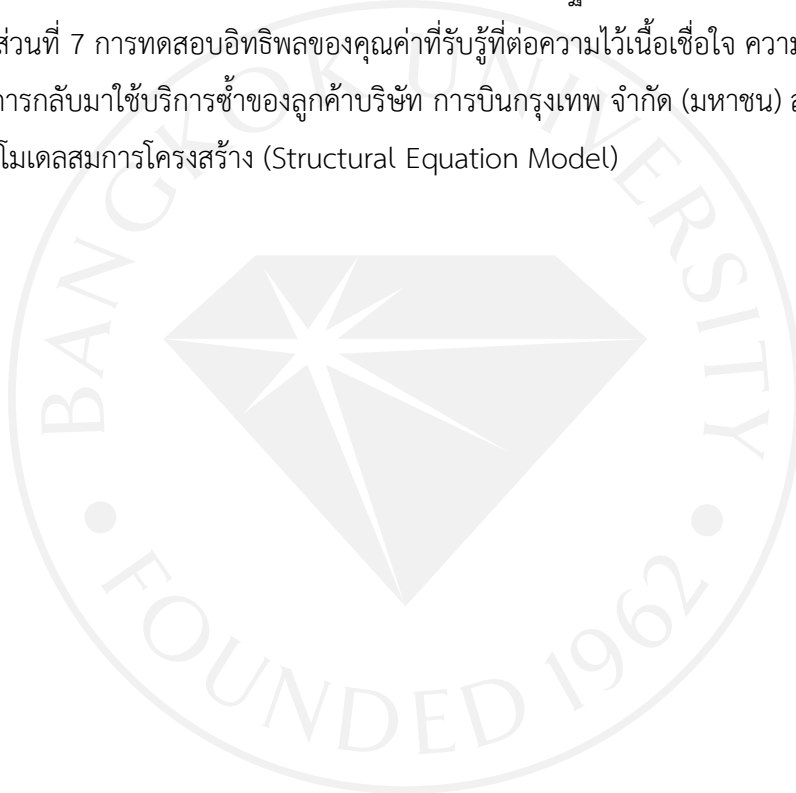 ส่วนที่ 7 การทดสอบอิทธิพลของคุณค่าที่รับรู้ที่ต่อความไว้เนื้อเชื่อใจ
การกลับมาใช้บริการซ้ำของลูกค้าบริษัท การบินกรุงเทพ จำกัด (มหาชน)
โมเดลสมการโครงสร้าง (Structural Equation Model)
BANGKOK UNIVERSITY
FOUNDED 1962